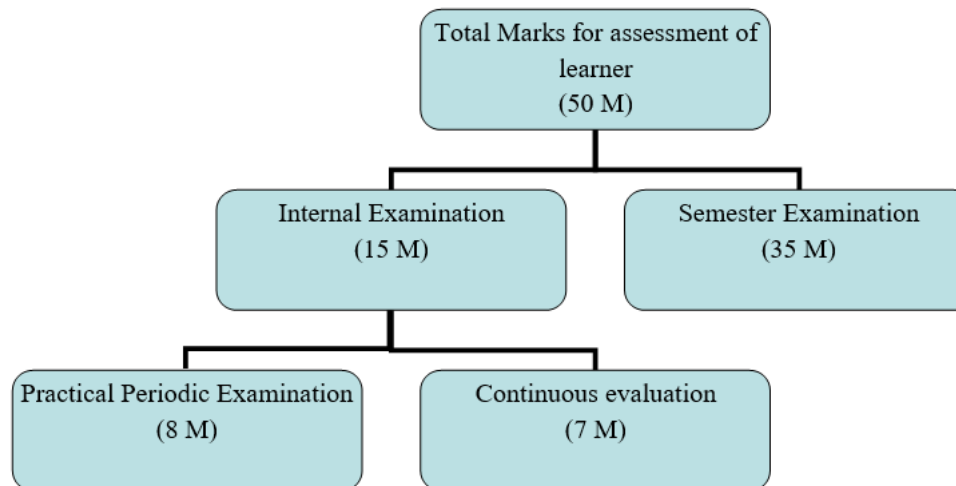 Total Marks for assessment of
learner
(50 M)
Internal Examination
(15 M)
Semester Examination
(35 M)
Practical Periodic Examination
(8 M)
Continuous evaluation
(7 M)